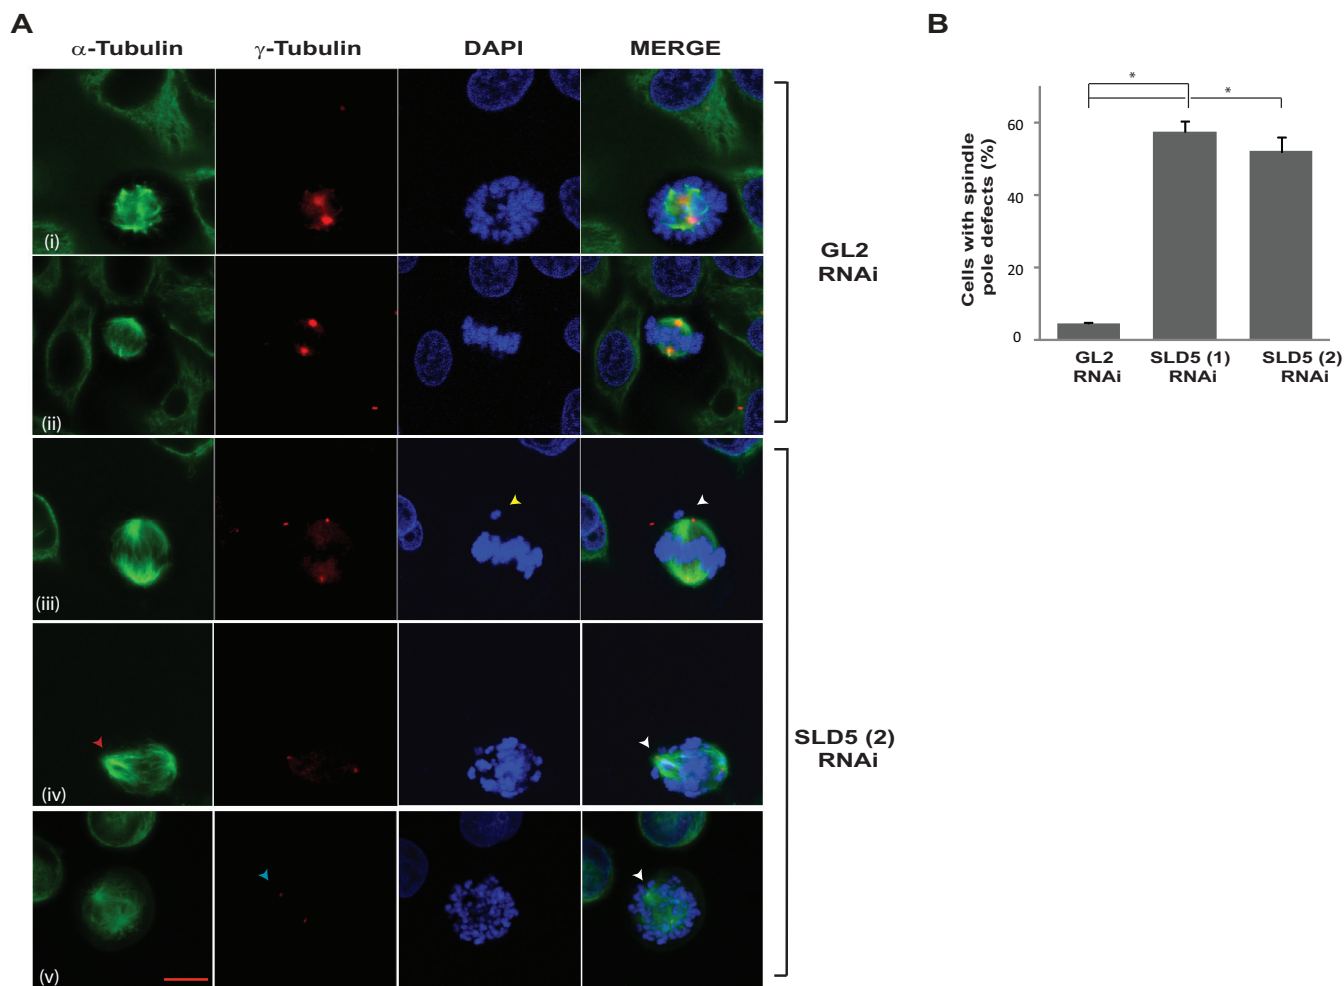 A
B
α-Tubulin γ-Tubulin DAPI MERGE
(i)
(ii)
(iii)
(iv)
(v)
GL2
RNAi
SLD5 (2)
RNAi
Cells with spindle
pole defects (%)
60
40
20
0
*
*
GL2
RNAi
SLD5 (1)
RNAi
SLD5 (2)
RNAi